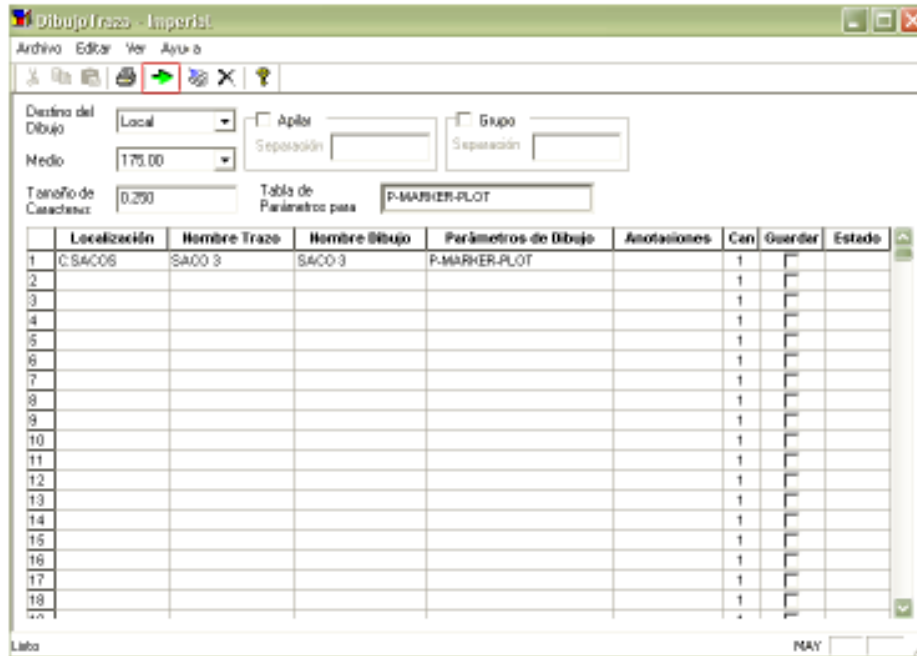 DibujoTrazo - Imperial
Archivo Editar Ver Ayuda
Destino del Dibujo Local
Apilar
Grupo
Separación
Separación
Medio 175.00
Tamaño de Caracteres 0.250
Tabla de Parámetros para P-MARKER-PLOT
Localización Nombre Trazo Nombre Dibujo Parámetros de Dibujo Anotaciones Can Guardar Estado
1 C:SACOS SACO 3 SACO 3 P-MARKER-PLOT 1
2 1
3 1
4 1
5 1
6 1
7 1
8 1
9 1
10 1
11 1
12 1
13 1
14 1
15 1
16 1
17 1
18 1
Listo MAY